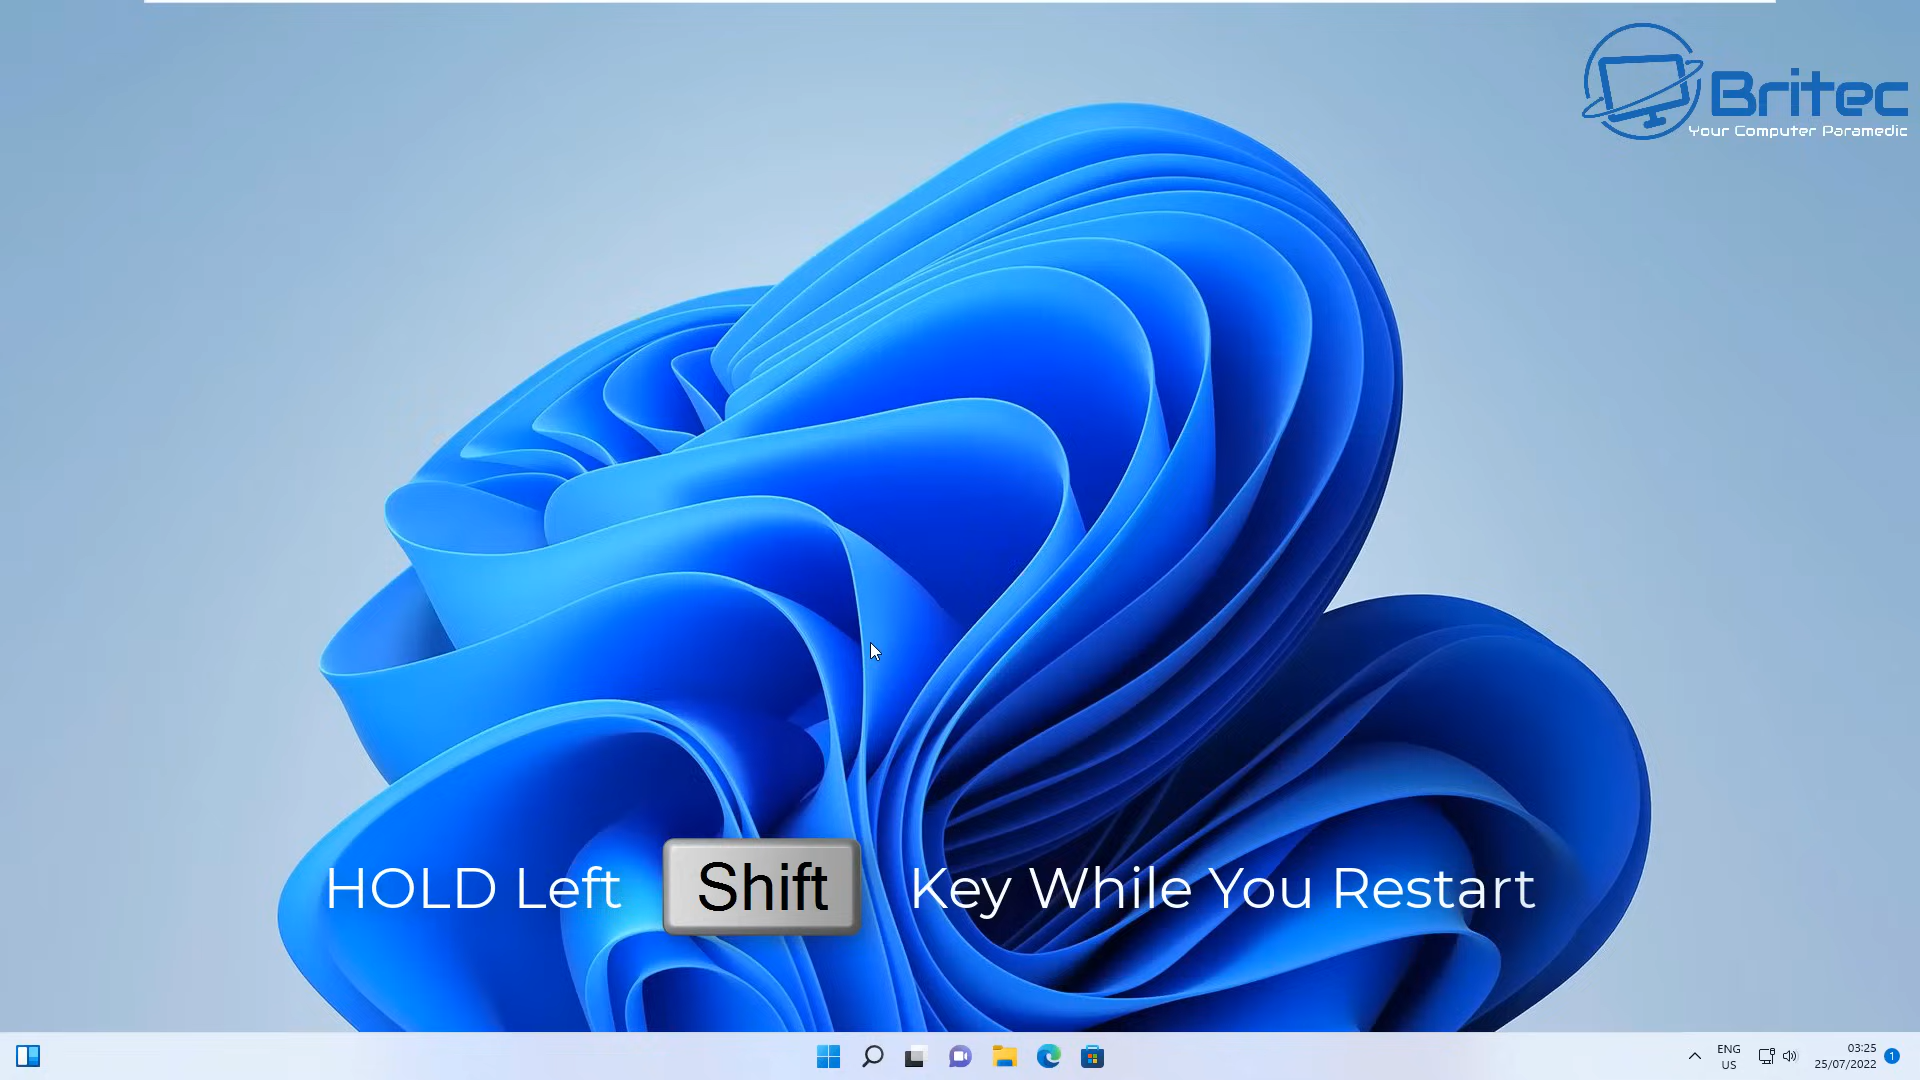 Britec
Your Computer Paramedic
HOLD Left Shift Key While You Restart
ENG
US
03:25
25/07/2022
1